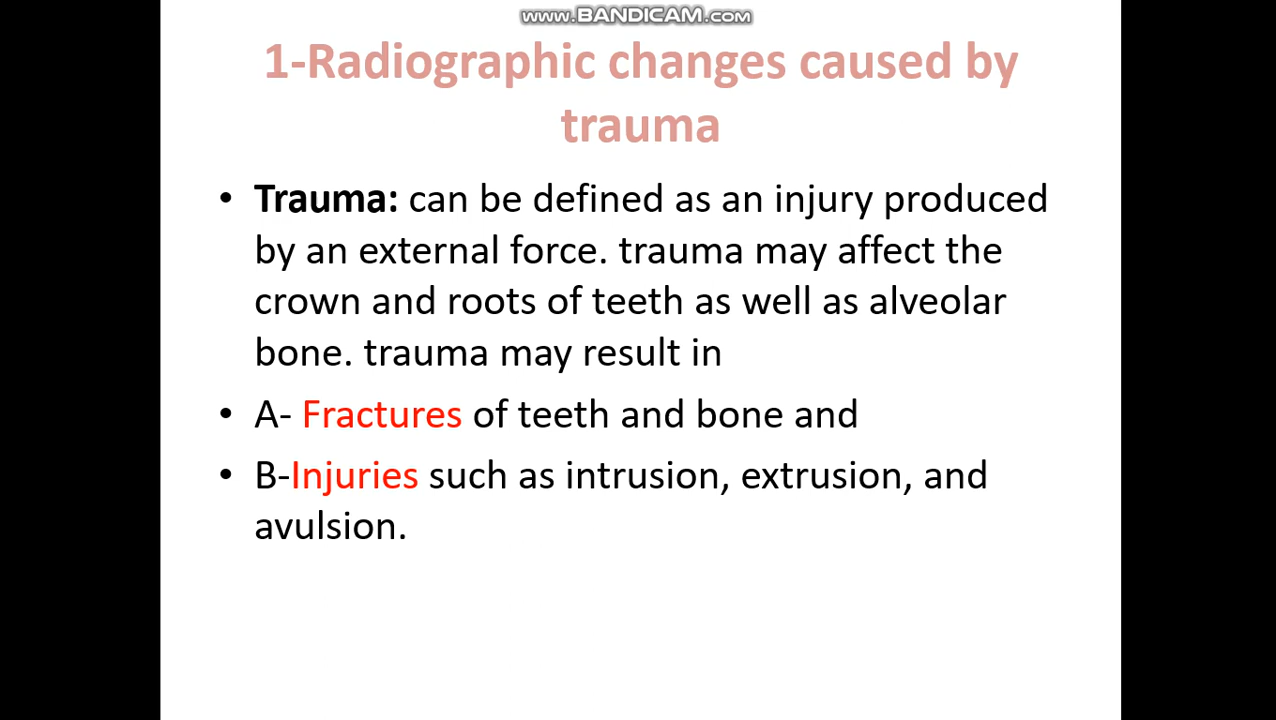 www.BANDICAM.com
1-Radiographic changes caused by
trauma
• Trauma: can be defined as an injury produced
by an external force. trauma may affect the
crown and roots of teeth as well as alveolar
bone. trauma may result in
• A- Fractures of teeth and bone and
• B-Injuries such as intrusion, extrusion, and
avulsion.